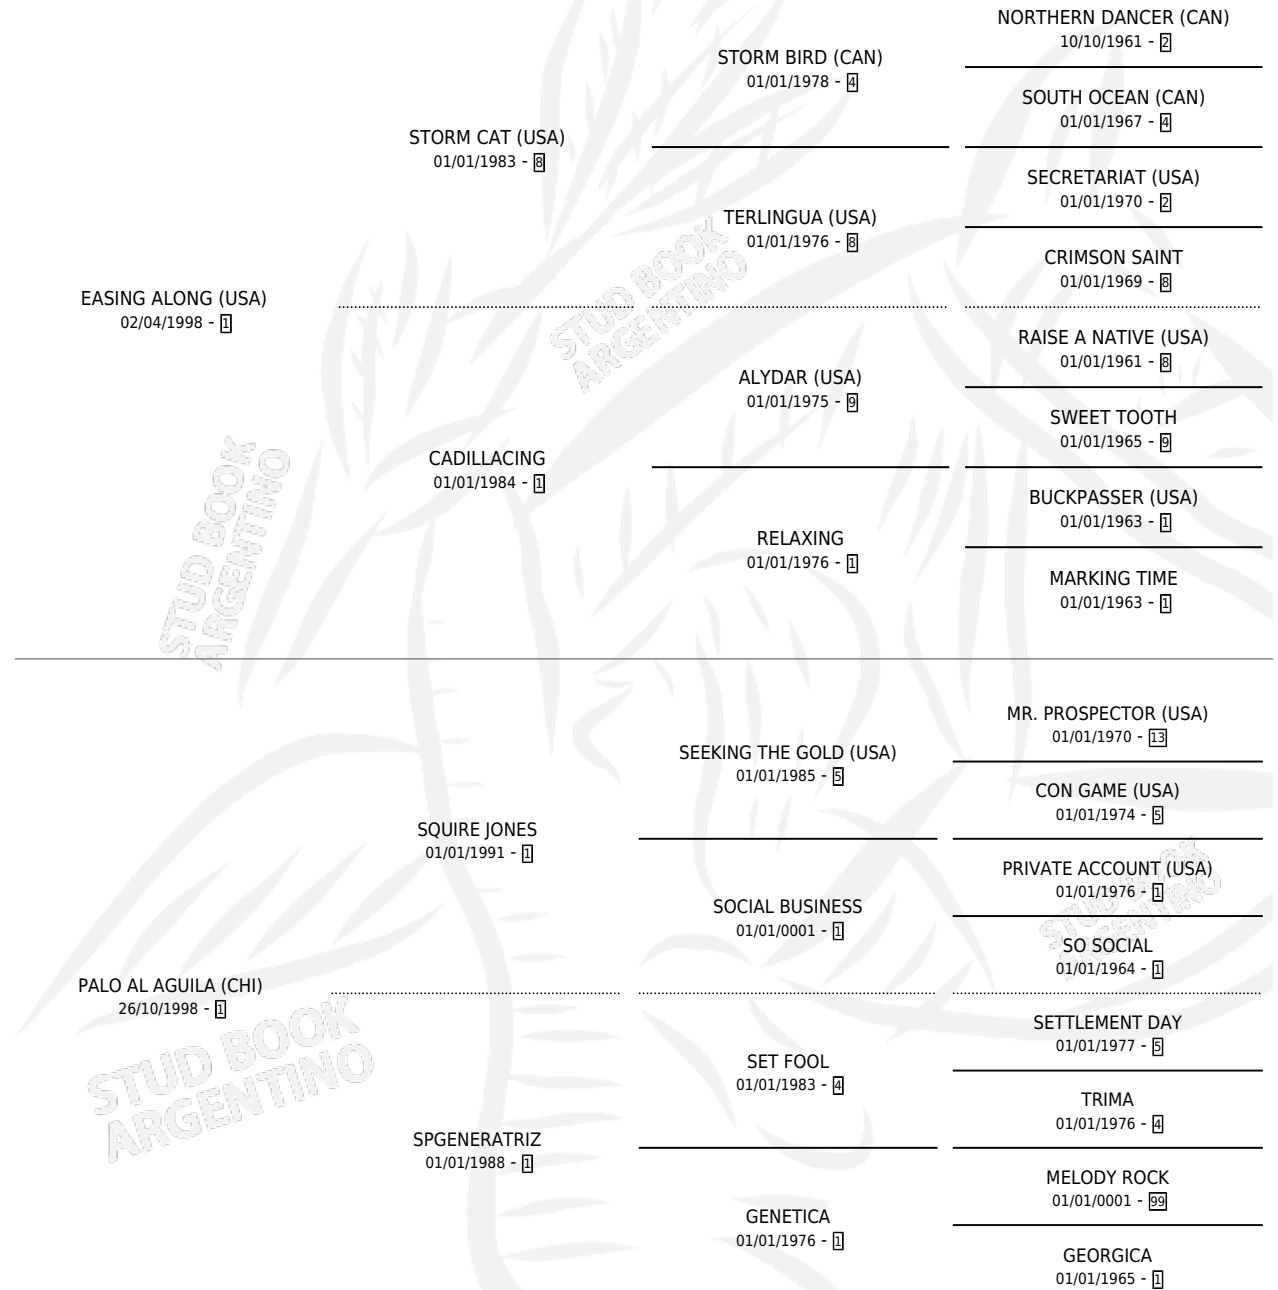 NORTHERN DANCER (CAN)
10/10/1961 - 2
STORM BIRD (CAN)
01/01/1978 - 4
SOUTH OCEAN (CAN)
01/01/1967 - 4
STORM CAT (USA)
01/01/1983 - 8
SECRETARIAT (USA)
01/01/1970 - 2
TERLINGUA (USA)
01/01/1976 - 8
CRIMSON SAINT
01/01/1969 - 8
EASING ALONG (USA)
02/04/1998 - 1
STUD BOOK
ARGENTINO
RAISE A NATIVE (USA)
01/01/1961 - 8
ALYDAR (USA)
01/01/1975 - 9
SWEET TOOTH
01/01/1965 - 9
CADILLACING
01/01/1984 - 1
BUCKPASSER (USA)
01/01/1963 - 1
RELAXING
01/01/1976 - 1
MARKING TIME
01/01/1963 - 1
STUD BOOK
ARGENTINO
MR. PROSPECTOR (USA)
01/01/1970 - 13
SEEKING THE GOLD (USA)
01/01/1985 - 5
CON GAME (USA)
01/01/1974 - 5
SQUIRE JONES
01/01/1991 - 1
PRIVATE ACCOUNT (USA)
01/01/1976 - 1
SOCIAL BUSINESS
01/01/0001 - 1
SO SOCIAL
01/01/1964 - 1
STUD BOOK
ARGENTINO
PALO AL AGUILA (CHI)
26/10/1998 - 1
SETTLEMENT DAY
01/01/1977 - 5
SET FOOL
01/01/1983 - 4
TRIMA
01/01/1976 - 4
STUD BOOK
ARGENTINO
SPGENERATRIZ
01/01/1988 - 1
MELODY ROCK
01/01/0001 - 99
GENETICA
01/01/1976 - 1
GEORGICA
01/01/1965 - 1